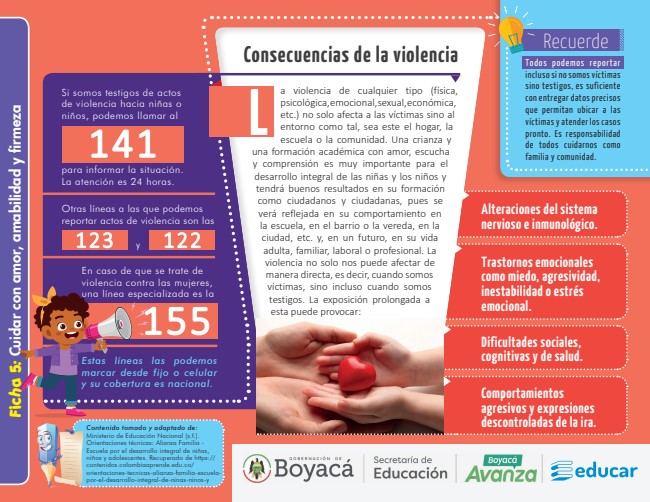 Ficha 5: Cuidar con amor, amabilidad y firmeza
Si somos testigos de actos
de violencia hacia niñas o
niños, podemos llamar al
141
para informar la situación.
La atención es 24 horas.
Otras líneas a las que podemos
reportar actos de violencia son las
123 y 122
En caso de que se trate de
violencia contra las mujeres,
una línea especializada es la
155
Estas líneas las podemos
marcar desde fijo o celular
y su cobertura es nacional.
Contenido tomado y adaptado de:
Ministerio de Educación Nacional (s.f.).
Orientaciones técnicas: Alianza Familia -
Escuela por el desarrollo integral de niñas,
niños y adolescentes. Recuperado de https://
contenidos.colombiaaprende.edu.co/
orientaciones-tecnicas-alianza-familia-escuela-
por-el-desarrollo-integral-de-ninas-ninos-y
Consecuencias de la violencia
La violencia de cualquier tipo (física,
psicológica,emocional,sexual,económica,
etc.) no solo afecta a las víctimas sino al
entorno como tal, sea este el hogar, la
escuela o la comunidad. Una crianza y
una formación académica con amor, escucha
y comprensión es muy importante para el
desarrollo integral de las niñas y los niños y
tendrá buenos resultados en su formación
como ciudadanos y ciudadanas, pues se
verá reflejada en su comportamiento en
la escuela, en el barrio o la vereda, en la
ciudad, etc. y, en un futuro, en su vida
adulta, familiar, laboral o profesional. La
violencia no solo nos puede afectar de
manera directa, es decir, cuando somos
víctimas, sino incluso cuando somos
testigos. La exposición prolongada a
esta puede provocar:
Recuerde
Todos podemos reportar
incluso si no somos víctimas
sino testigos, es suficiente
con entregar datos precisos
que permitan ubicar a las
víctimas y atender los casos
pronto. Es responsabilidad
de todos cuidarnos como
familia y comunidad.
Alteraciones del sistema
nervioso e inmunológico.
Trastornos emocionales
como miedo, agresividad,
inestabilidad o estrés
emocional.
Dificultades sociales,
cognitivas y de salud.
Comportamientos
agresivos y expresiones
descontroladas de la ira.
GOBERNACIÓN DE
Boyacá
Secretaría de
Educación
Boyacá
Avanza
educar